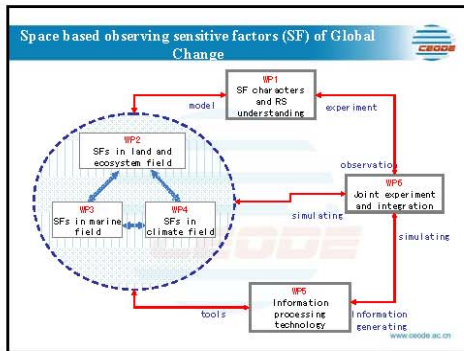 Space based observing sensitive factors (SF) of Global
Change
CEODE
WP1
SF characters
and RS
understanding
model
experiment
WP2
SFs in land and
ecosystem field
observation
WP6
Joint experiment
and integration
WP3
SFs in marine
field
WP4
SFs in
climate field
simulating
simulating
WP5
Information
processing
technology
tools
Information
generating
CEODE
www.ceode.ac.cn